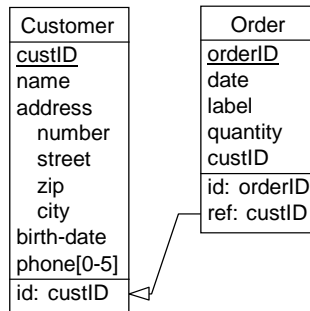 Customer
custID
name
address
number
street
zip
city
birth-date
phone[0-5]
id: custID
Order
orderID
date
label
quantity
custID
id: orderID
ref: custID